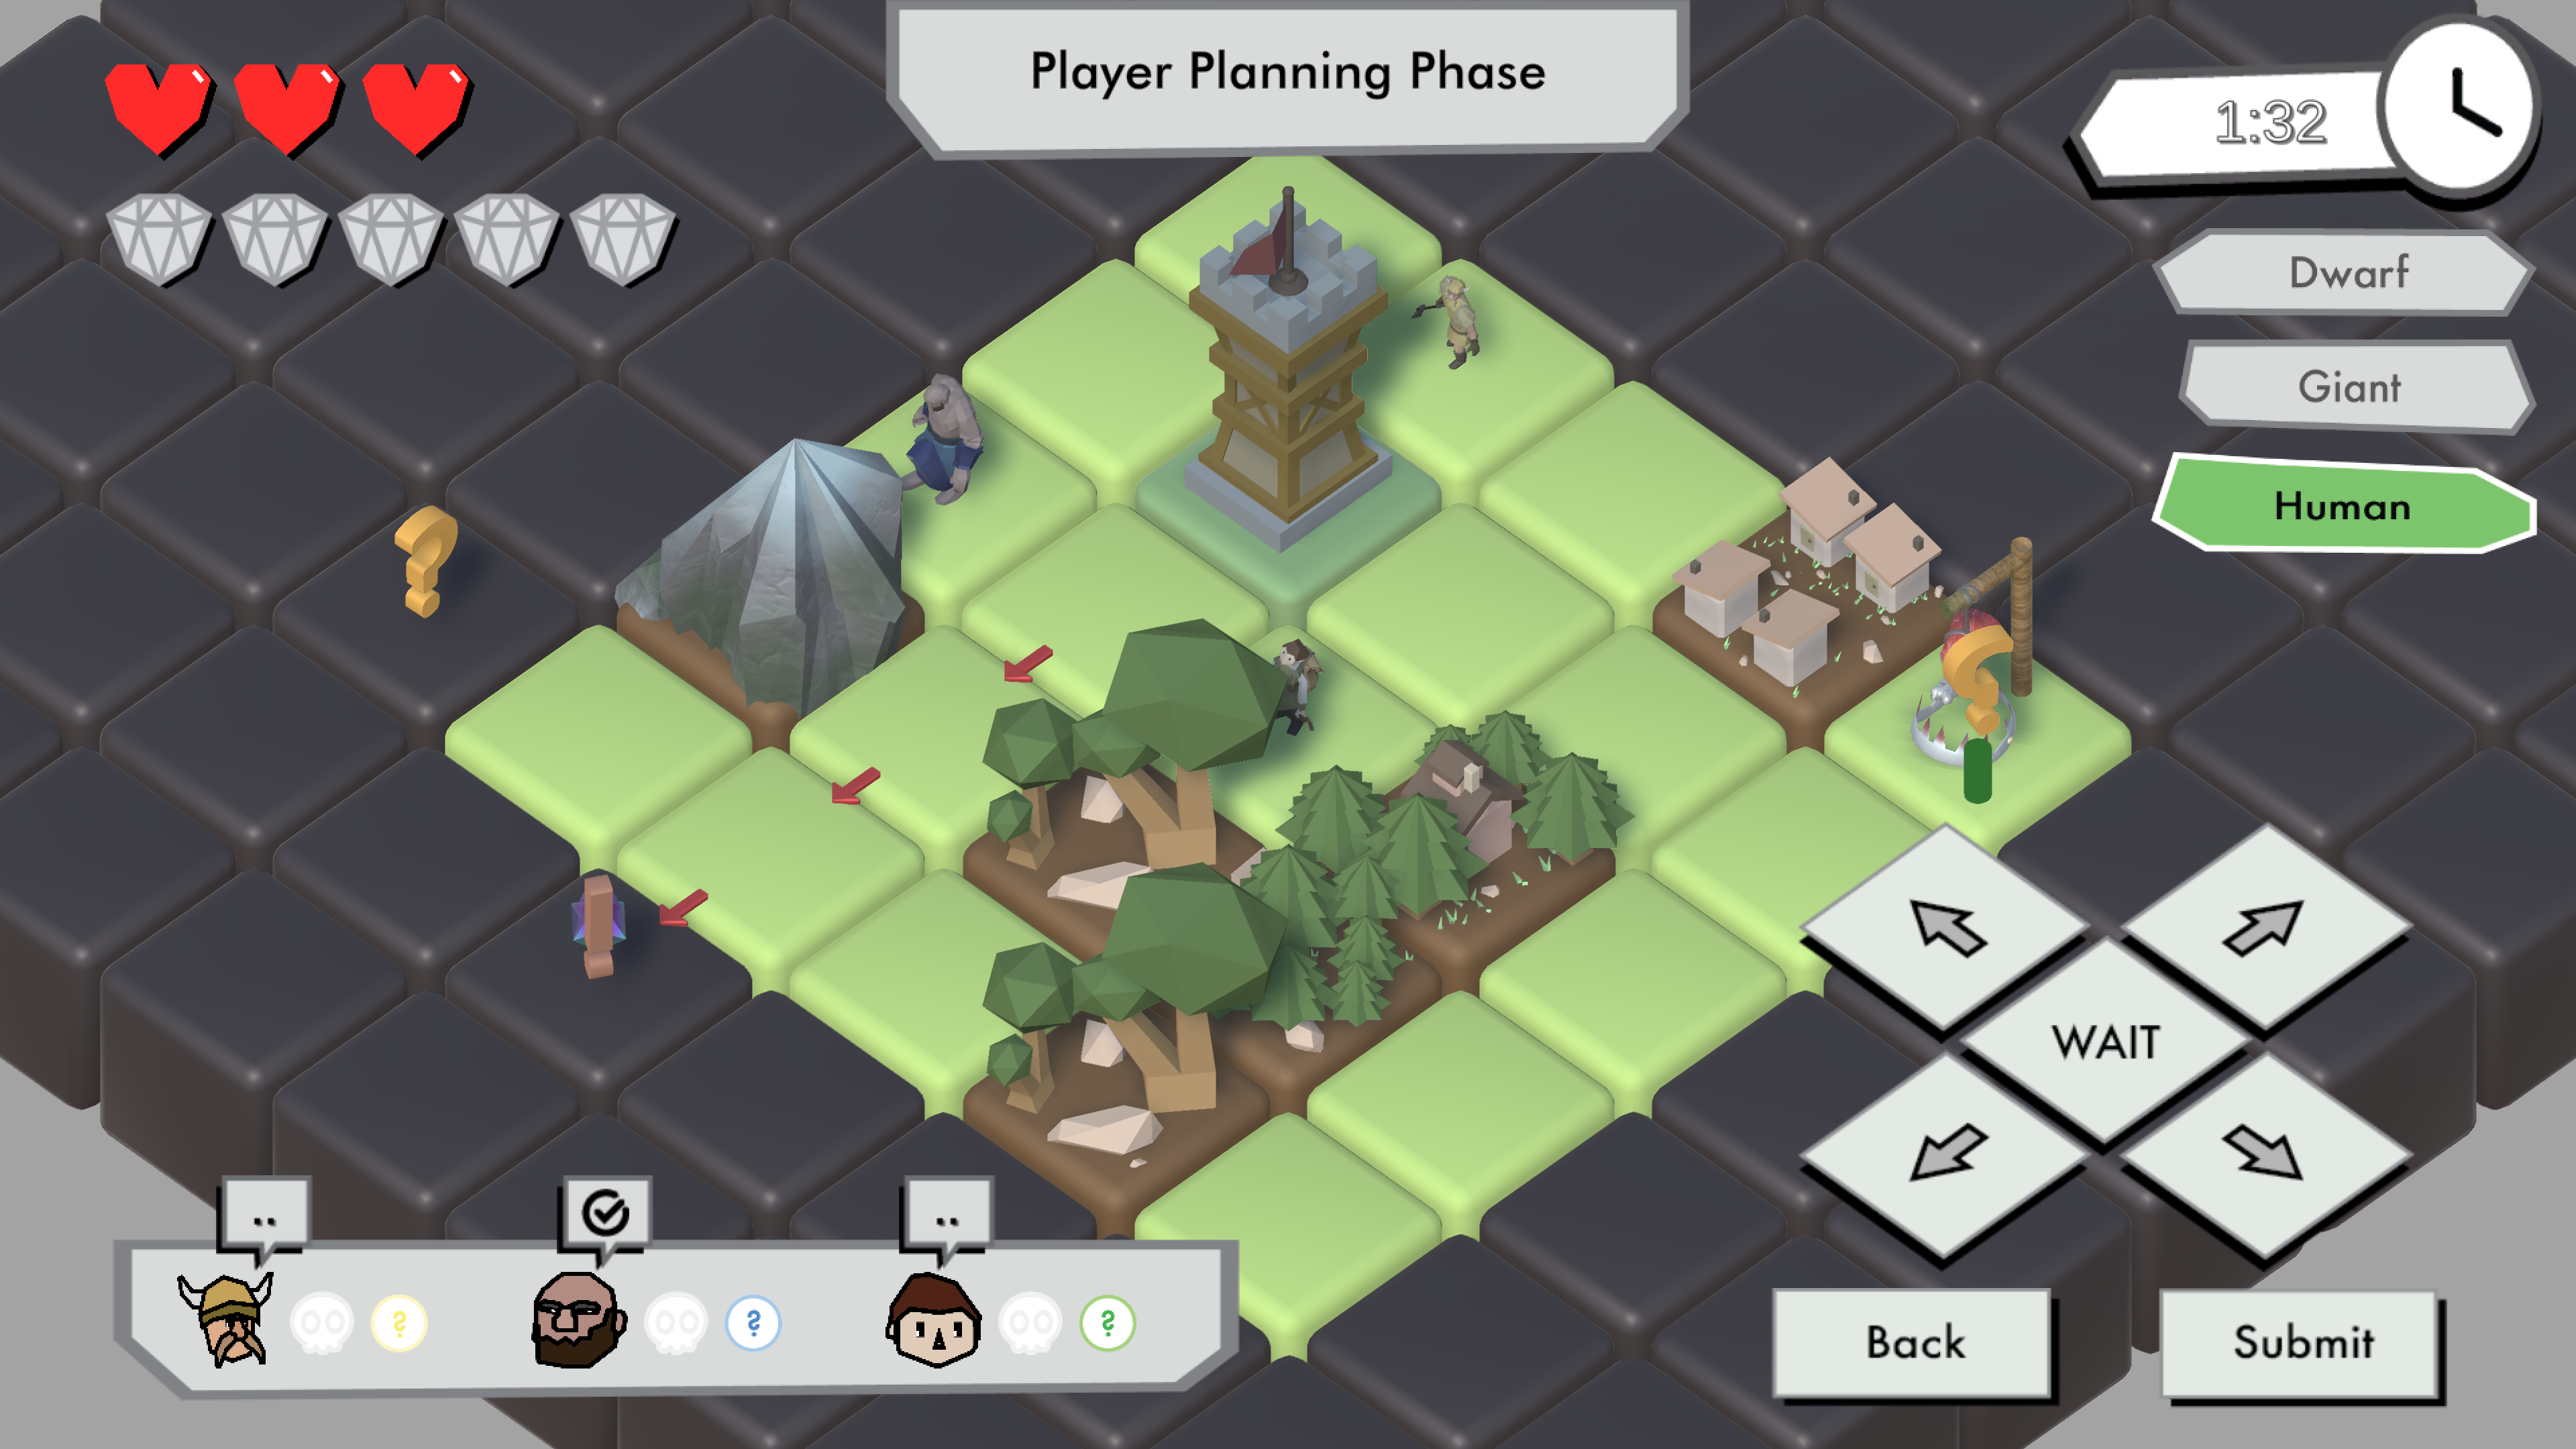 Player Planning Phase
1:32
Dwarf
Giant
Human
WAIT
..
..
?
?
?
Back
Submit